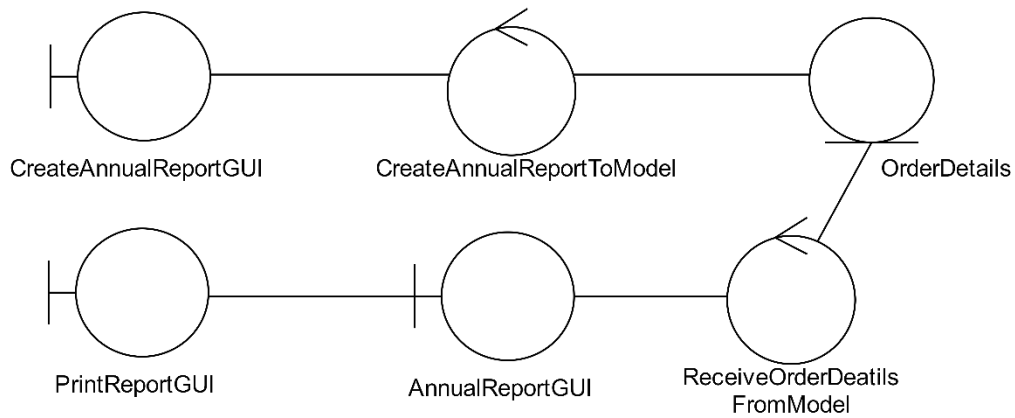 CreateAnnualReportGUI
CreateAnnualReportToModel
OrderDetails
PrintReportGUI
AnnualReportGUI
ReceiveOrderDeatils
FromModel